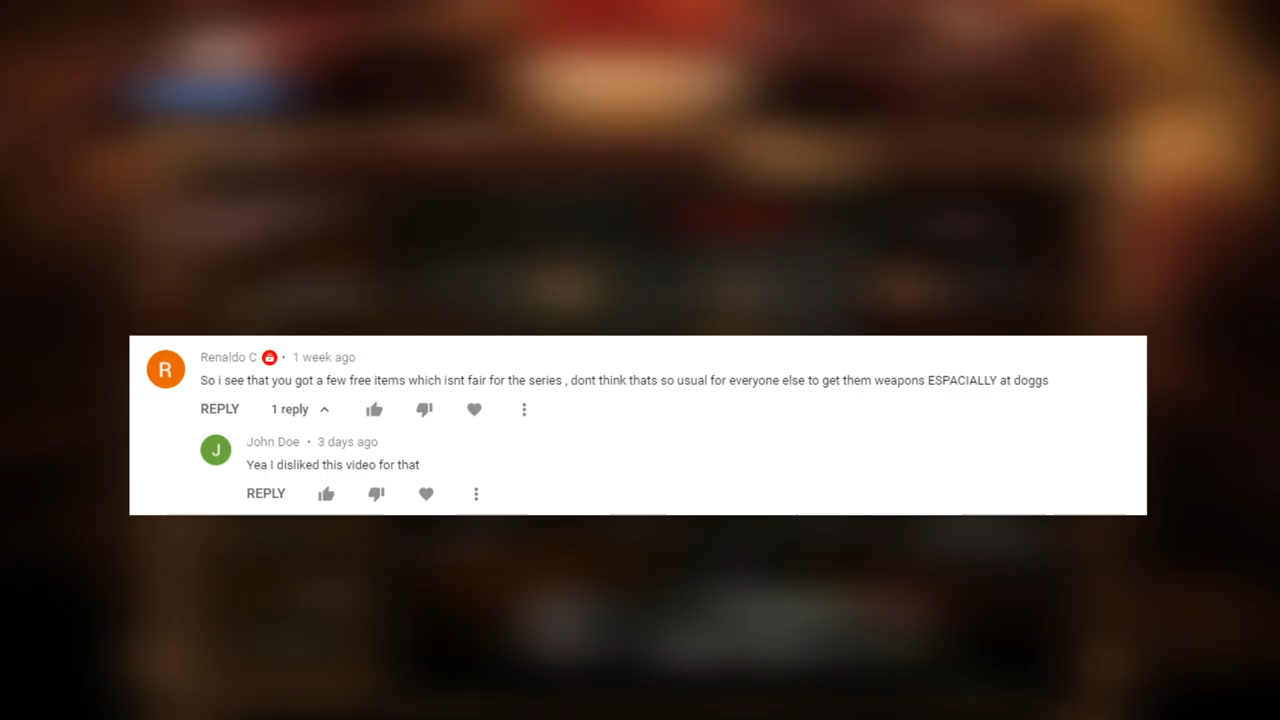 R
Renaldo C • 1 week ago
So i see that you got a few free items which isnt fair for the series , dont think thats so usual for everyone else to get them weapons ESPACIALLY at doggs
REPLY 1 reply
J
John Doe • 3 days ago
Yea I disliked this video for that
REPLY